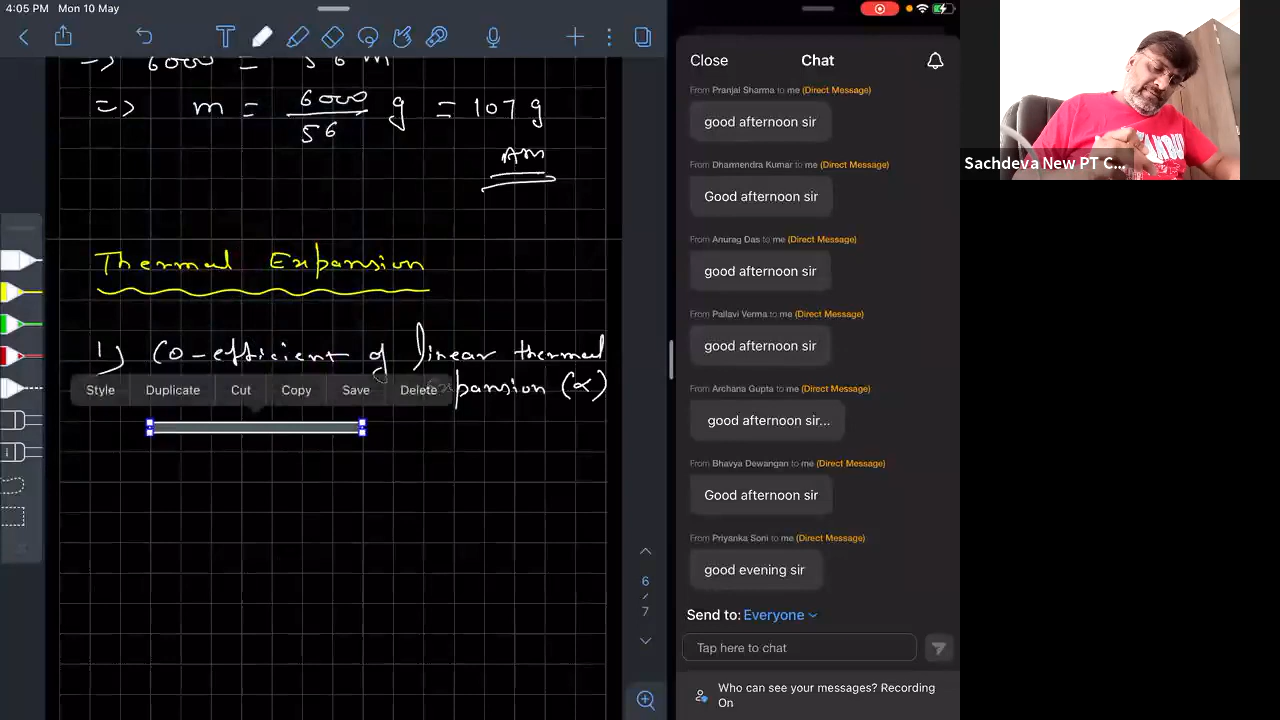 4:05 PM Mon 10 May
=> 6000 = 56 m
=> m = 6000/56 g = 107 g
Ans
Thermal Expansion
1) Co-efficient of linear thermal
expansion (∝)
Style Duplicate Cut Copy Save Delete
6
/
7
Close Chat
From Pranjai Sharma to me (Direct Message)
good afternoon sir
From Dharmendra Kumar to me (Direct Message)
Good afternoon sir
From Anurag Das to me (Direct Message)
good afternoon sir
From Pallavi Verma to me (Direct Message)
good afternoon sir
From Archana Gupta to me (Direct Message)
good afternoon sir...
From Bhavya Dewangan to me (Direct Message)
Good afternoon sir
From Priyanka Soni to me (Direct Message)
good evening sir
Send to: Everyone
Tap here to chat
Who can see your messages? Recording
On
Sachdeva New PT C...